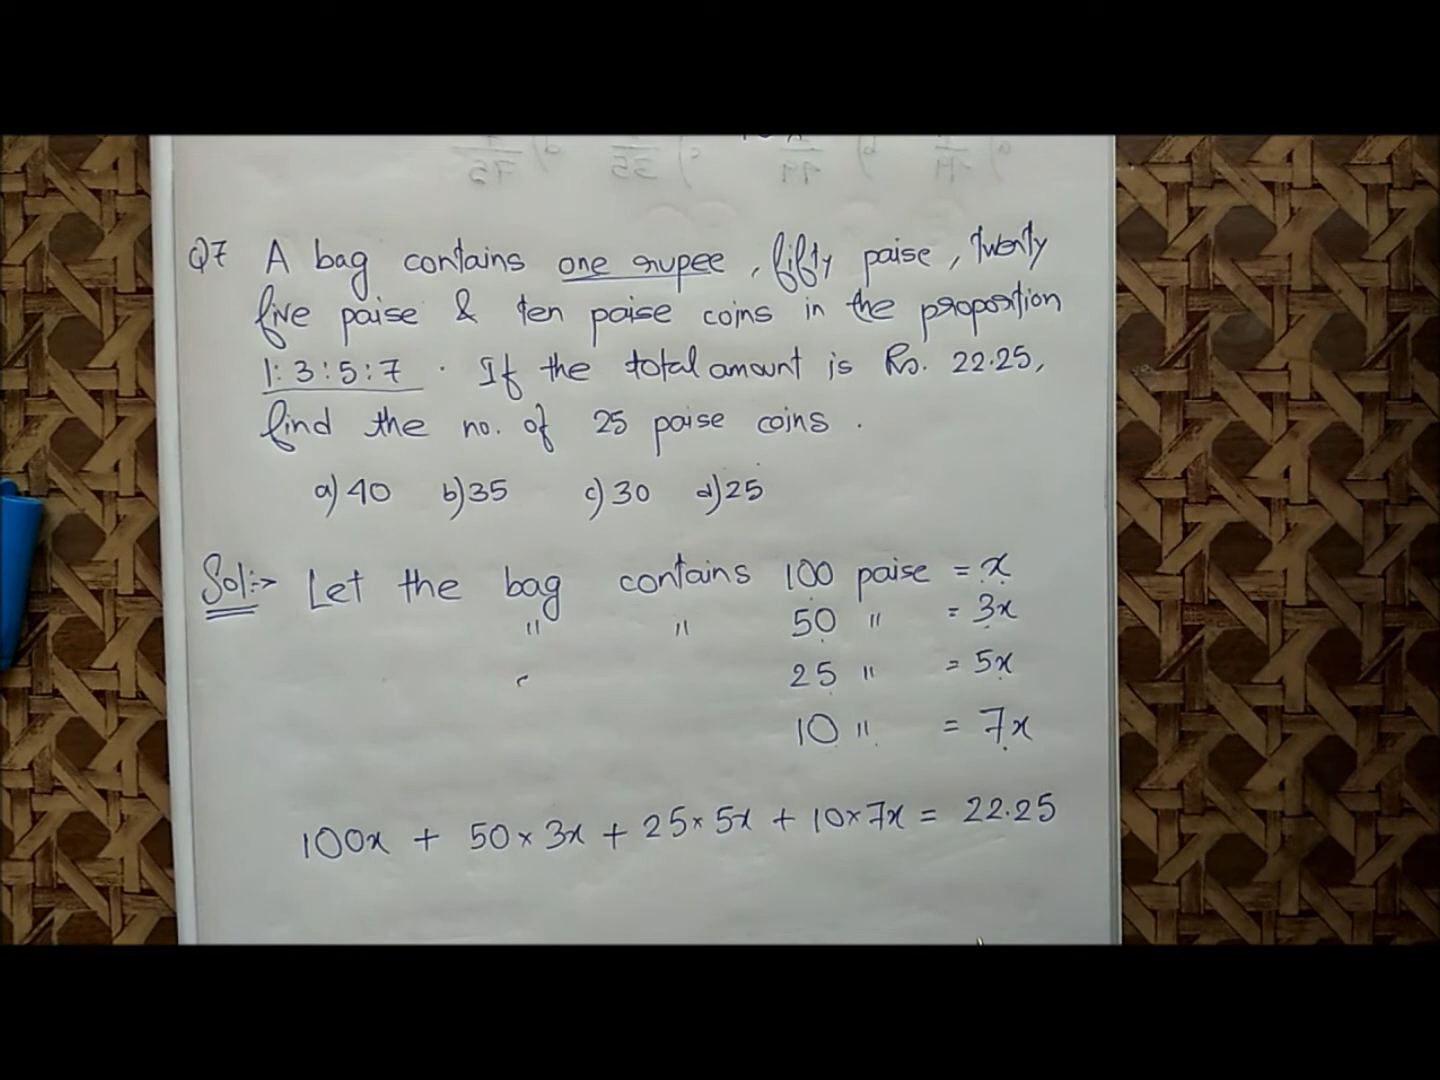 Q7 A bag contains one rupee, fifty paise, twenty
five paise & ten paise coins in the proportion
1:3:5:7. If the total amount is Rs. 22.25,
find the no. of 25 paise coins.
a) 40 b) 35 c) 30 d) 25
Sol:-> Let the bag contains 100 paise = x
" " 50 " = 3x
25 " = 5x
10 " = 7x
100x + 50 × 3x + 25 × 5x + 10 × 7x = 22.25